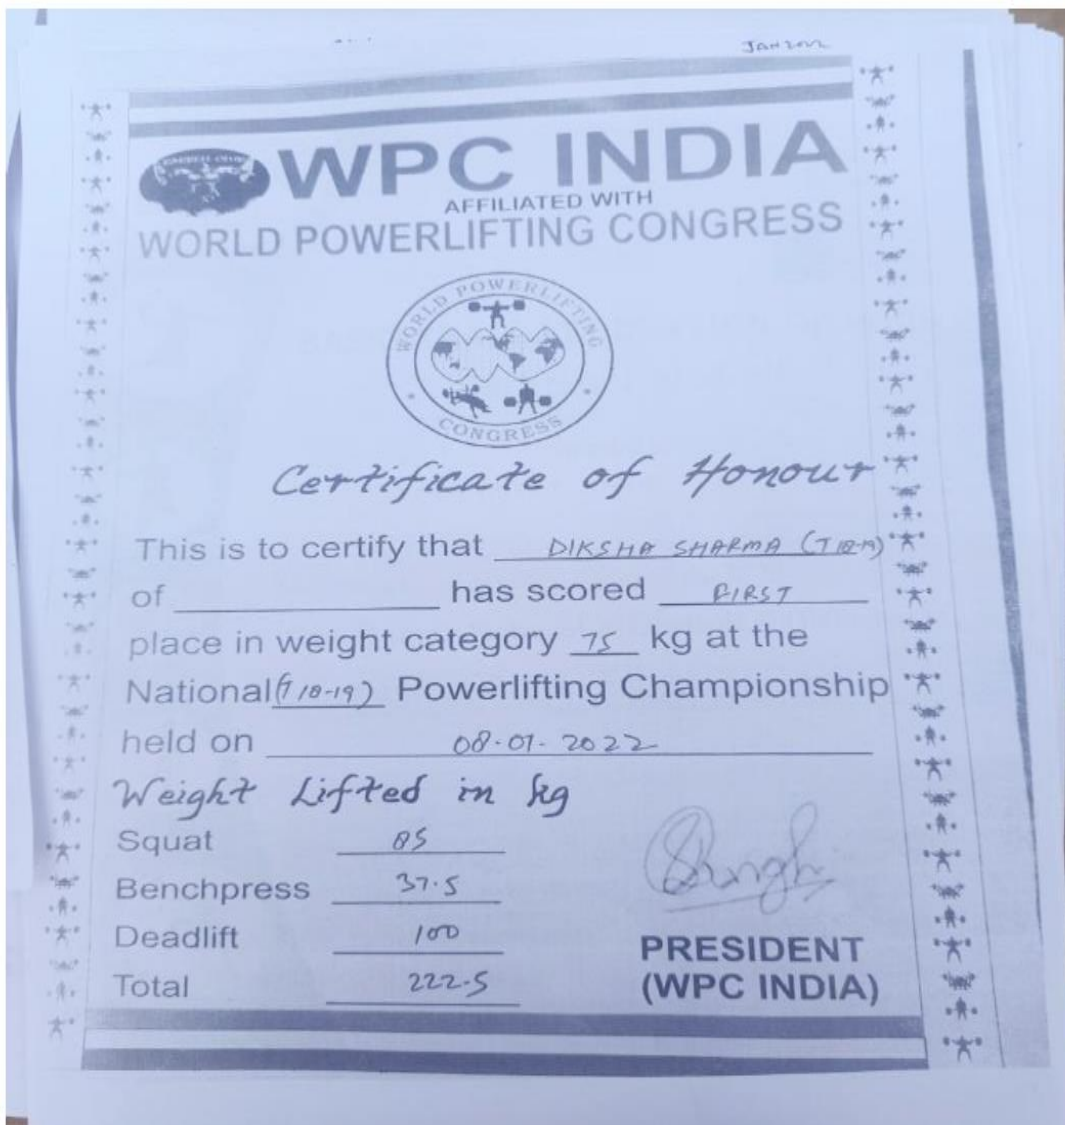 JAN 2022
WPC INDIA
AFFILIATED WITH
WORLD POWERLIFTING CONGRESS
WORLD POWERLIFTING
CONGRESS
Certificate of Honour
This is to certify that DIKSHA SHARMA (T 18-19)
of has scored FIRST
place in weight category 75 kg at the
National (T 18-19) Powerlifting Championship
held on 08-01-2022
Weight Lifted in kg
Squat 85
Benchpress 37.5
Deadlift 100
Total 222.5
Singh
PRESIDENT
(WPC INDIA)